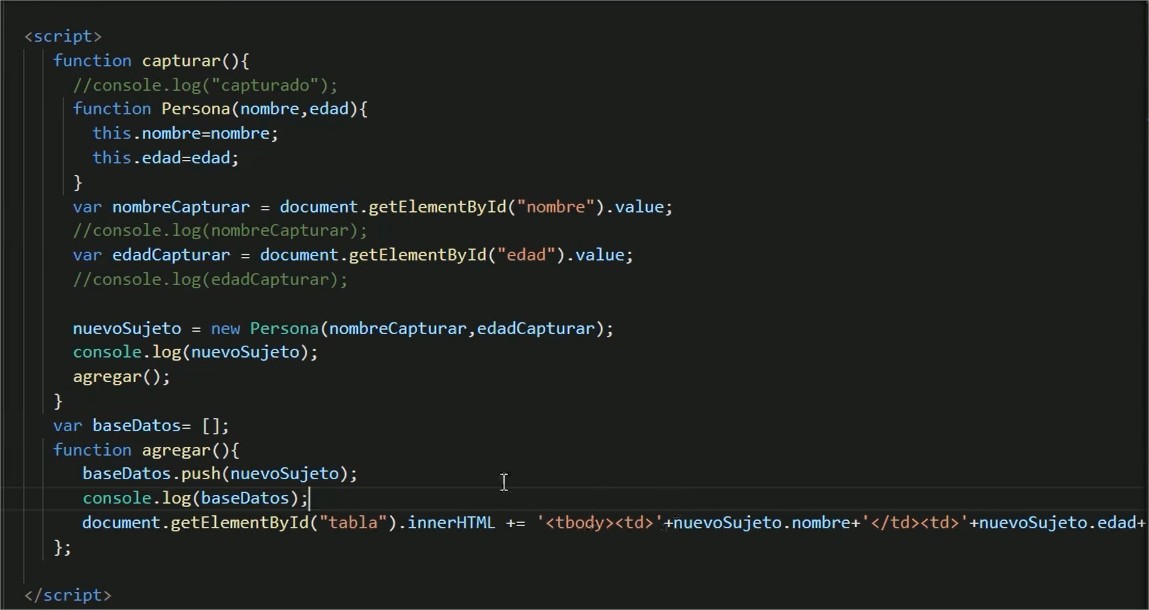 <script>
function capturar(){
//console.log("capturado");
function Persona(nombre,edad){
this.nombre=nombre;
this.edad=edad;
}
var nombreCapturar = document.getElementById("nombre").value;
//console.log(nombreCapturar);
var edadCapturar = document.getElementById("edad").value;
//console.log(edadCapturar);
nuevoSujeto = new Persona(nombreCapturar,edadCapturar);
console.log(nuevoSujeto);
agregar();
}
var baseDatos= [];
function agregar(){
baseDatos.push(nuevoSujeto);
console.log(baseDatos);
document.getElementById("tabla").innerHTML += '<tbody><td>'+nuevoSujeto.nombre+'</td><td>'+nuevoSujeto.edad+
};
</script>